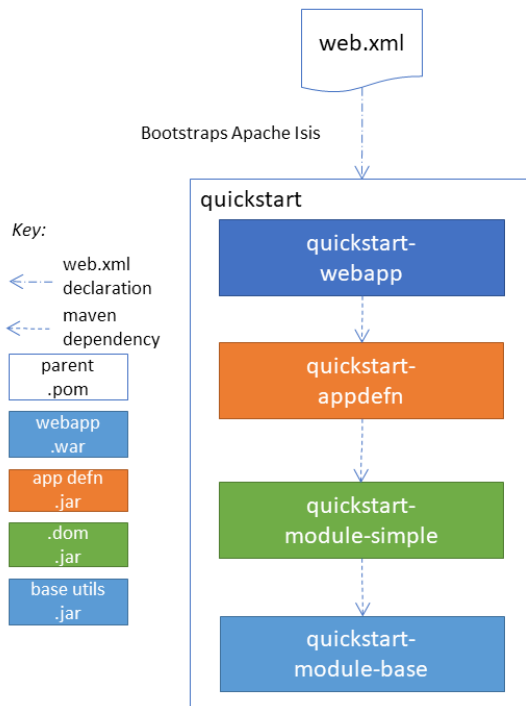 web.xml
Bootstraps Apache Isis
quickstart
quickstart-
webapp
quickstart-
appdefn
quickstart-
module-simple
quickstart-
module-base
Key:
web.xml
declaration
maven
dependency
parent
.pom
webapp
.war
app defn
.jar
.dom
.jar
base utils
.jar